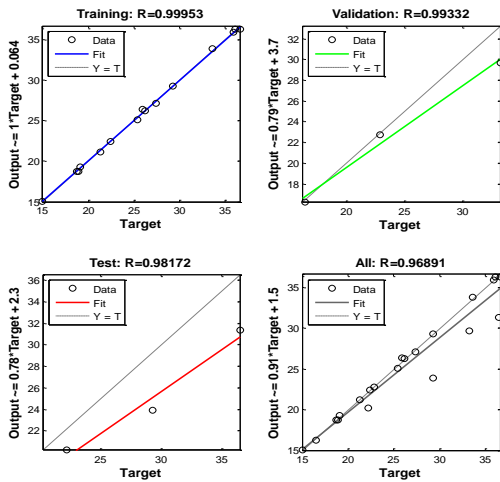 Training: R=0.99953
Output ~= 1*Target + 0.064
35
30
25
20
15
Data
Fit
Y = T
15 20 25 30 35
Target
Validation: R=0.99332
Output ~= 0.79*Target + 3.7
32
30
28
26
24
22
20
18
Data
Fit
Y = T
20 25 30
Target
Test: R=0.98172
Output ~= 0.78*Target + 2.3
36
34
32
30
28
26
24
22
Data
Fit
Y = T
25 30 35
Target
All: R=0.96891
Output ~= 0.91*Target + 1.5
35
30
25
20
15
Data
Fit
Y = T
15 20 25 30 35
Target